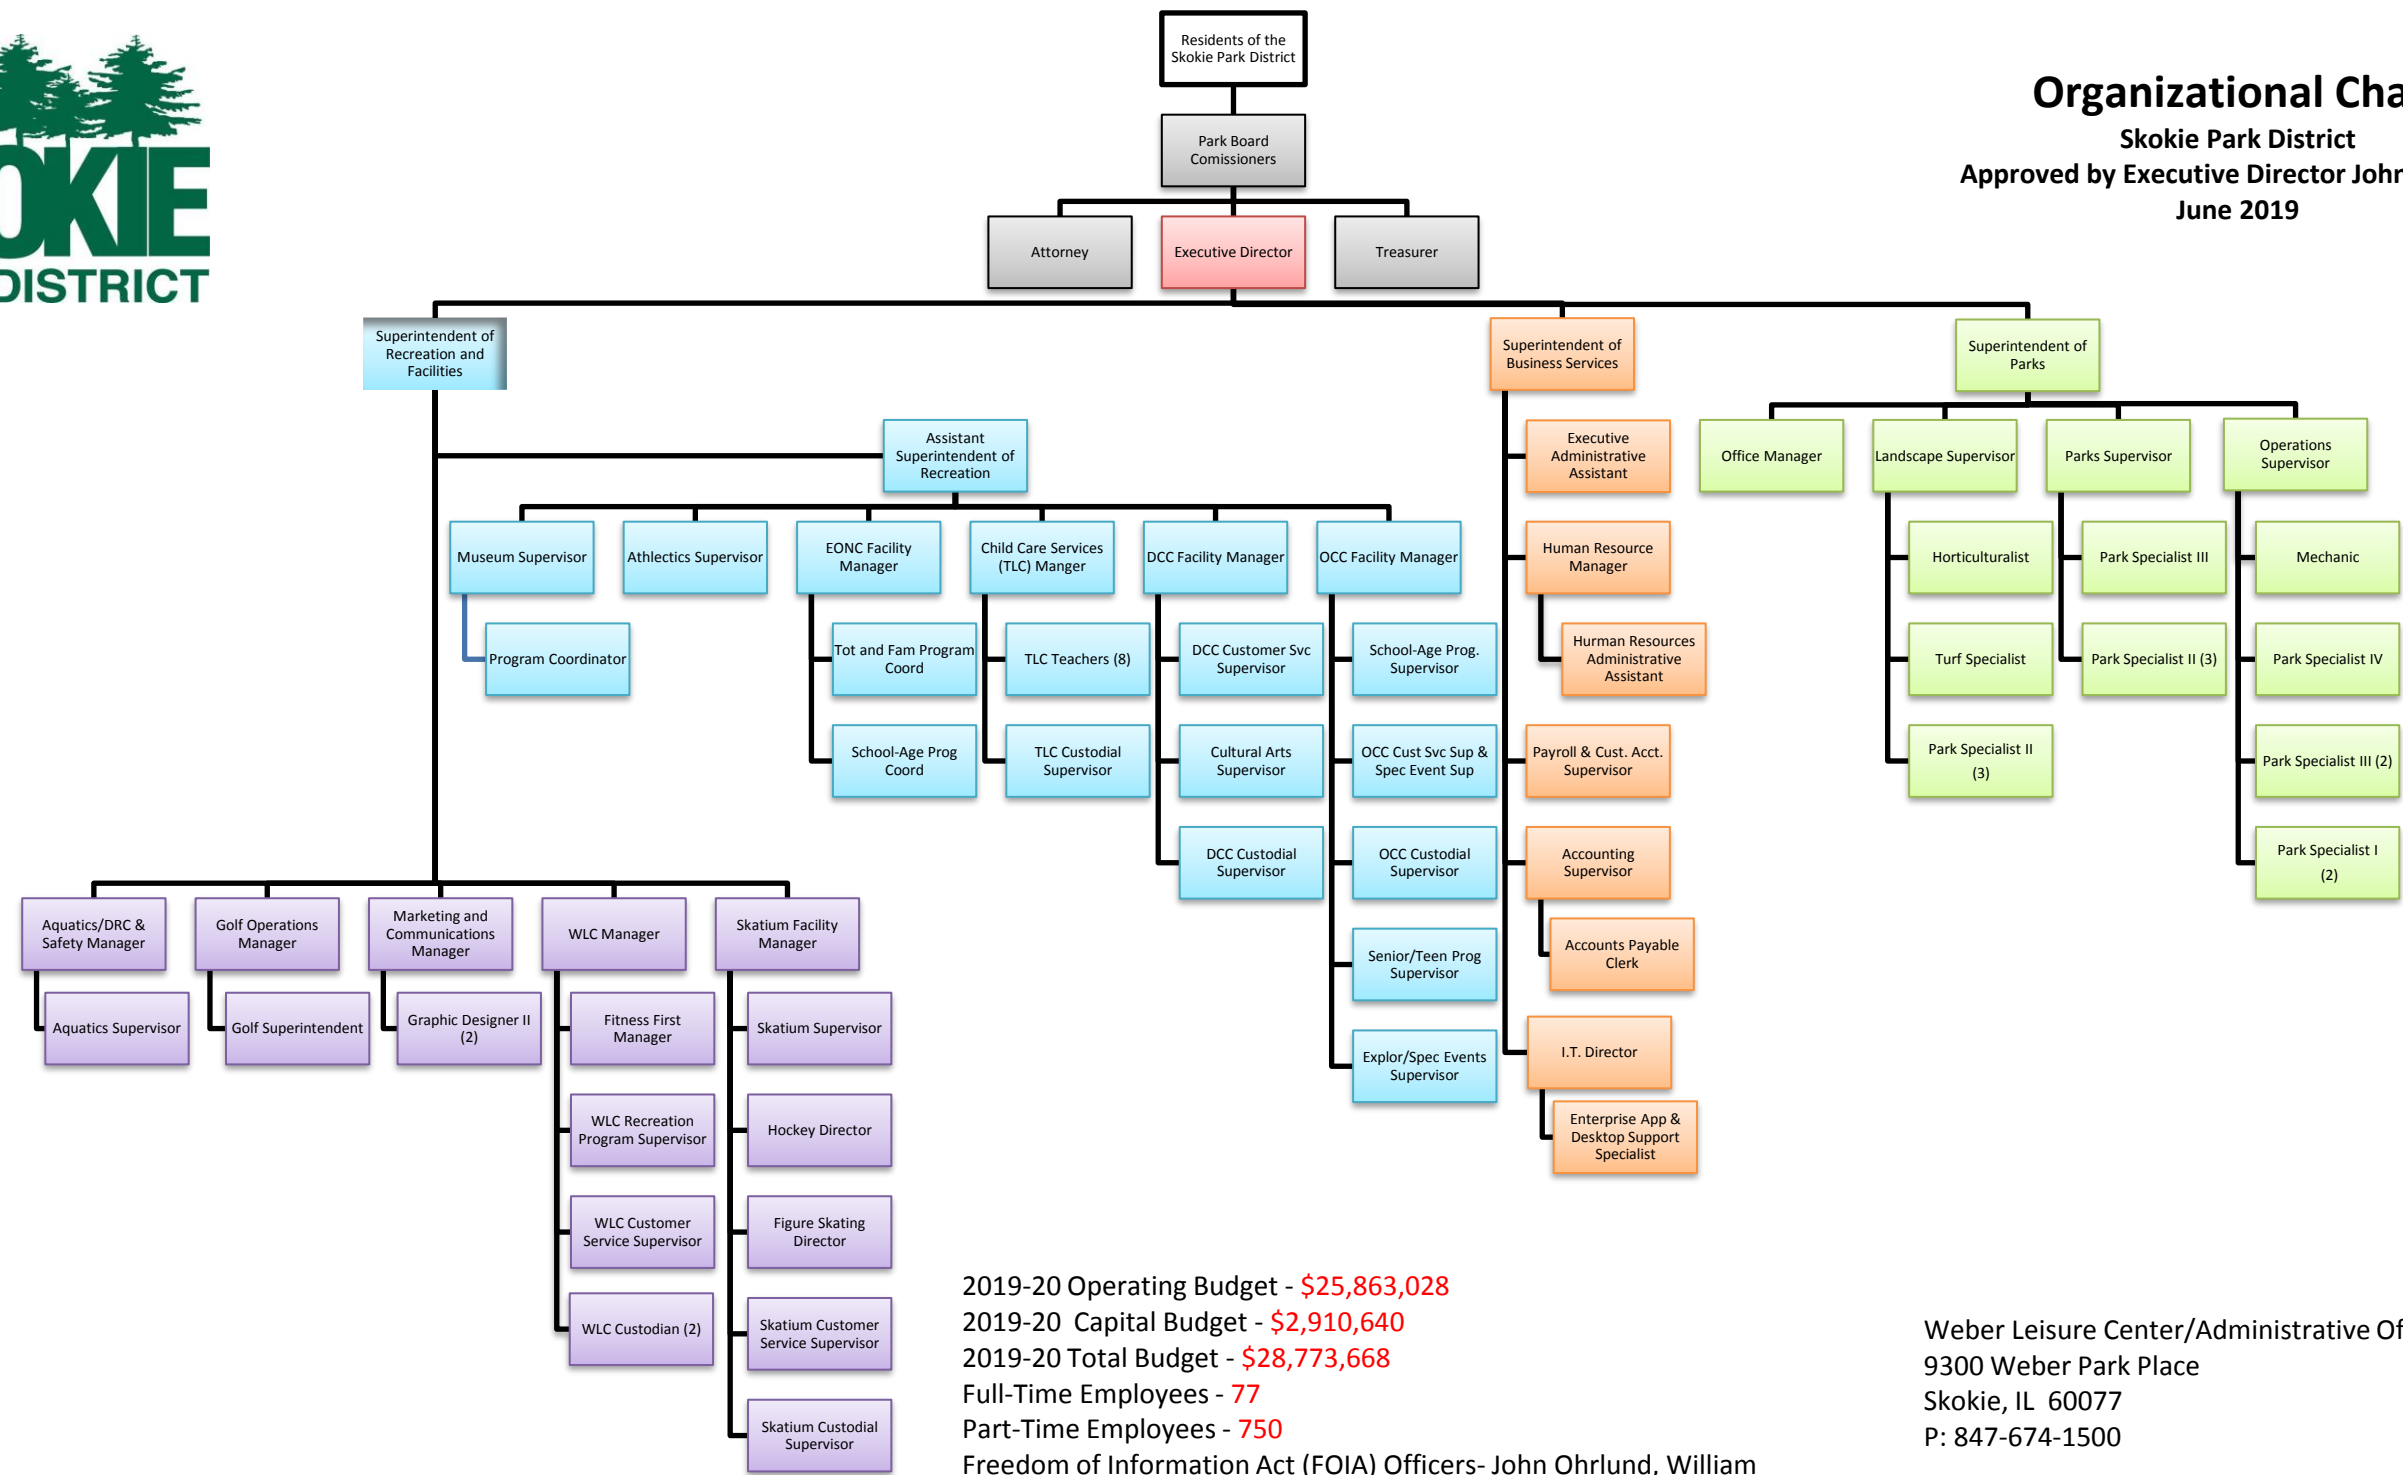 OKIE
DISTRICT
Residents of the
Skokie Park District
Organizational Cha
Skokie Park District
Approved by Executive Director John
June 2019
Park Board
Comissioners
Attorney
Executive Director
Treasurer
Superintendent of
Recreation and
Facilities
Superintendent of
Business Services
Superintendent of
Parks
Assistant
Superintendent of
Recreation
Executive
Administrative
Assistant
Office Manager
Landscape Supervisor
Parks Supervisor
Operations
Supervisor
Museum Supervisor
Athlectics Supervisor
EONC Facility
Manager
Child Care Services
(TLC) Manger
DCC Facility Manager
OCC Facility Manager
Human Resource
Manager
Horticulturalist
Park Specialist III
Mechanic
Program Coordinator
Tot and Fam Program
Coord
TLC Teachers (8)
DCC Customer Svc
Supervisor
School-Age Prog.
Supervisor
Hurman Resources
Administrative
Assistant
Turf Specialist
Park Specialist II (3)
Park Specialist IV
School-Age Prog
Coord
TLC Custodial
Supervisor
Cultural Arts
Supervisor
OCC Cust Svc Sup &
Spec Event Sup
Payroll & Cust. Acct.
Supervisor
Park Specialist II
(3)
Park Specialist III (2)
DCC Custodial
Supervisor
OCC Custodial
Supervisor
Accounting
Supervisor
Park Specialist I
(2)
Aquatics/DRC &
Safety Manager
Golf Operations
Manager
Marketing and
Communications
Manager
WLC Manager
Skatium Facility
Manager
Senior/Teen Prog
Supervisor
Accounts Payable
Clerk
Aquatics Supervisor
Golf Superintendent
Graphic Designer II
(2)
Fitness First
Manager
Skatium Supervisor
Explor/Spec Events
Supervisor
I.T. Director
WLC Recreation
Program Supervisor
Hockey Director
Enterprise App &
Desktop Support
Specialist
WLC Customer
Service Supervisor
Figure Skating
Director
WLC Custodian (2)
Skatium Customer
Service Supervisor
Skatium Custodial
Supervisor
2019-20 Operating Budget - $25,863,028
2019-20 Capital Budget - $2,910,640
2019-20 Total Budget - $28,773,668
Full-Time Employees - 77
Part-Time Employees - 750
Freedom of Information Act (FOIA) Officers- John Ohrlund, William
Weber Leisure Center/Administrative Of
9300 Weber Park Place
Skokie, IL 60077
P: 847-674-1500